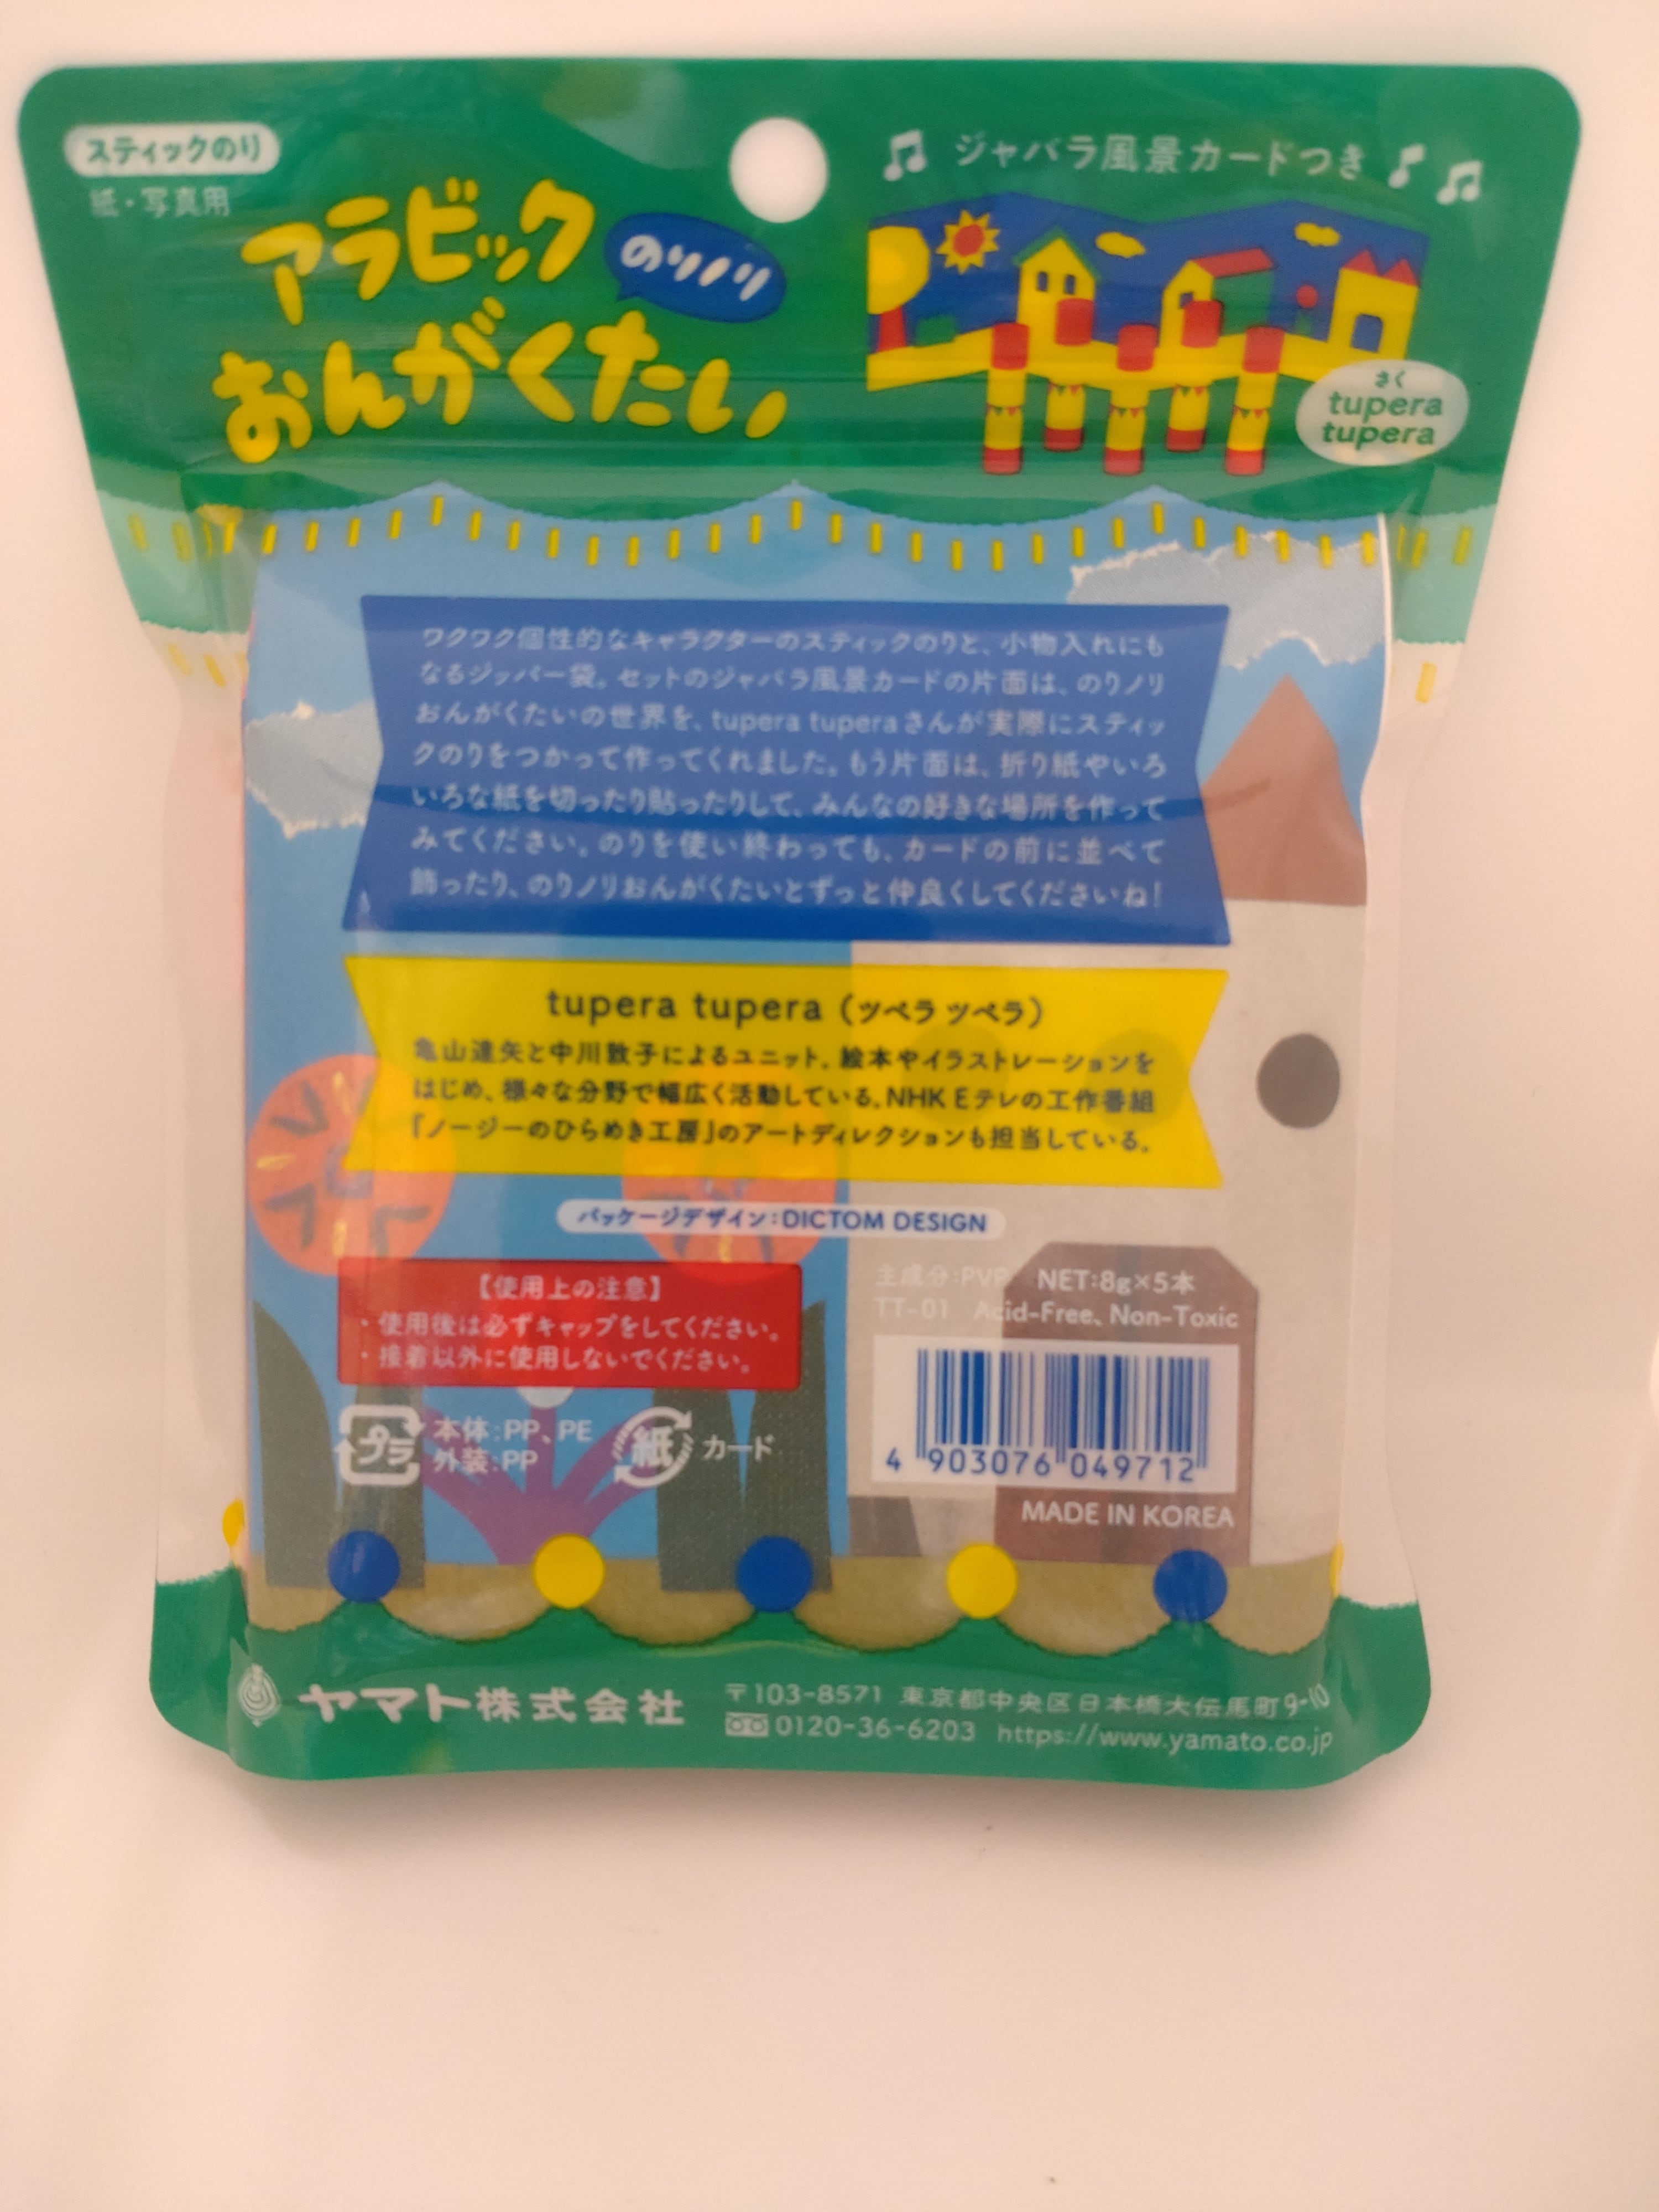 スティックのり
紙・写真用
アラビック
のりノリ
おんがくたい
ジャバラ風景カードつき
さく
tupera
tupera
ワクワク個性的なキャラクターのスティックのりと、小物入れにも
なるジッパー袋。セットのジャバラ風景カードの片面は、のりノリ
おんがくたいの世界を、tupera tuperaさんが実際にスティッ
クのりをつかって作ってくれました。もう片面は、折り紙やいろ
いろな紙を切ったり貼ったりして、みんなの好きな場所を作って
みてください。のりを使い終わっても、カードの前に並べて
飾ったり、のりノリおんがくたいとずっと仲良くしてくださいね!
tupera tupera(ツペラ ツペラ)
亀山達矢と中川敦子によるユニット。絵本やイラストレーションを
はじめ、様々な分野で幅広く活動している。NHK Eテレの工作番組
「ノージーのひらめき工房」のアートディレクションも担当している。
パッケージデザイン:DICTOM DESIGN
【使用上の注意】
・使用後は必ずキャップをしてください。
・接着以外に使用しないでください。
主成分:PVP NET:8g×5本
TT-01 Acid-Free、Non-Toxic
プラ
本体:PP、PE
外装:PP
紙
カード
4 903076 049712
MADE IN KOREA
ヤマト株式会社
〒103-8571 東京都中央区日本橋大伝馬町9-10
0120-36-6203 https://www.yamato.co.jp